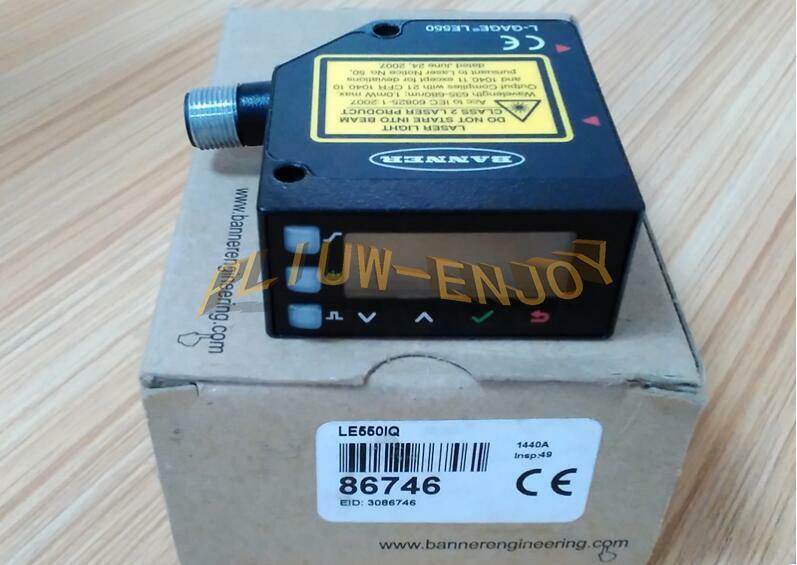 L-GAGE® LE550
CE
LASER LIGHT
DO NOT STARE INTO BEAM
CLASS 2 LASER PRODUCT
Acc to IEC 60825-1:2007
Wavelength 635-680nm; 1.0mW max
Output Complies with 21 CFR 1040.10
and 1040.11 except for deviations
pursuant to Laser Notice No. 50,
dated June 24, 2007
BANNER
PLIUW-ENJOY
www.bannerengineering.com
LE550IQ
1440A
Insp:49
86746
CE
EID: 3086746
www.bannerengineering.com